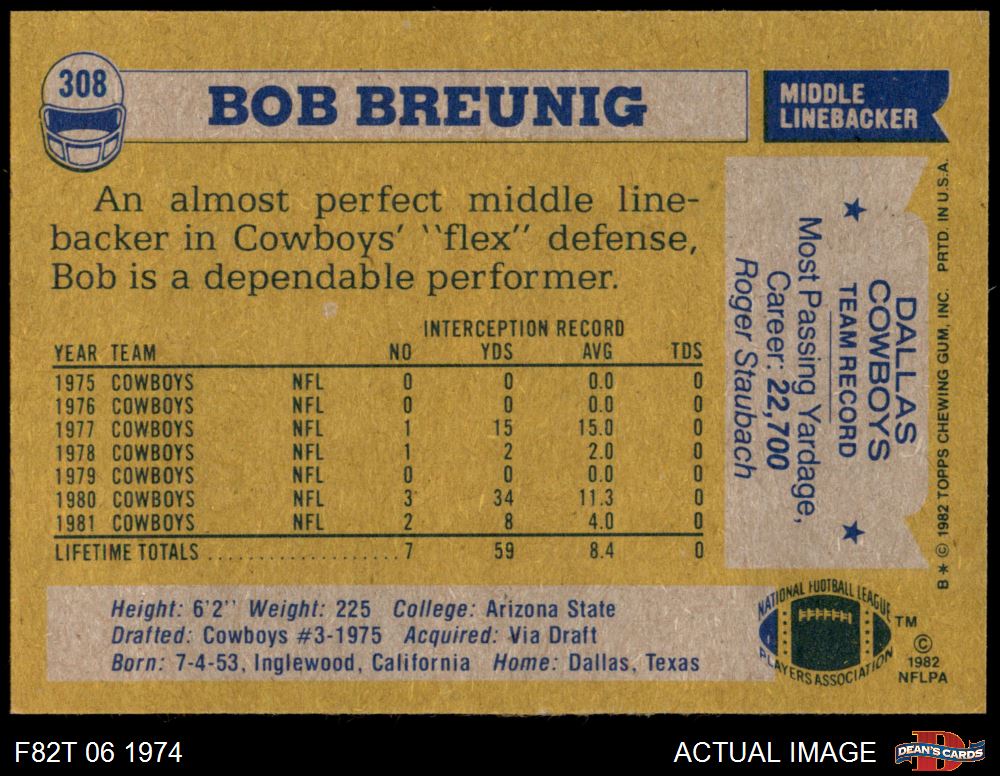 308
BOB BREUNIG
MIDDLE
LINEBACKER
An almost perfect middle line-
backer in Cowboys' ''flex'' defense,
Bob is a dependable performer.
INTERCEPTION RECORD
YEAR TEAM NO YDS AVG TDS
1975 COWBOYS NFL 0 0 0.0 0
1976 COWBOYS NFL 0 0 0.0 0
1977 COWBOYS NFL 1 15 15.0 0
1978 COWBOYS NFL 1 2 2.0 0
1979 COWBOYS NFL 0 0 0.0 0
1980 COWBOYS NFL 3 34 11.3 0
1981 COWBOYS NFL 2 8 4.0 0
LIFETIME TOTALS ................... 7 59 8.4 0
Height: 6'2'' Weight: 225 College: Arizona State
Drafted: Cowboys #3-1975 Acquired: Via Draft
Born: 7-4-53, Inglewood, California Home: Dallas, Texas
DALLAS
COWBOYS
TEAM RECORD
Most Passing Yardage,
Career: 22,700
Roger Staubach
B * © 1982 TOPPS CHEWING GUM, INC. PRTD. IN U.S.A.
NATIONAL FOOTBALL LEAGUE
PLAYERS ASSOCIATION
TM
©
1982
NFLPA
F82T 06 1974
ACTUAL IMAGE
DEAN'S CARDS